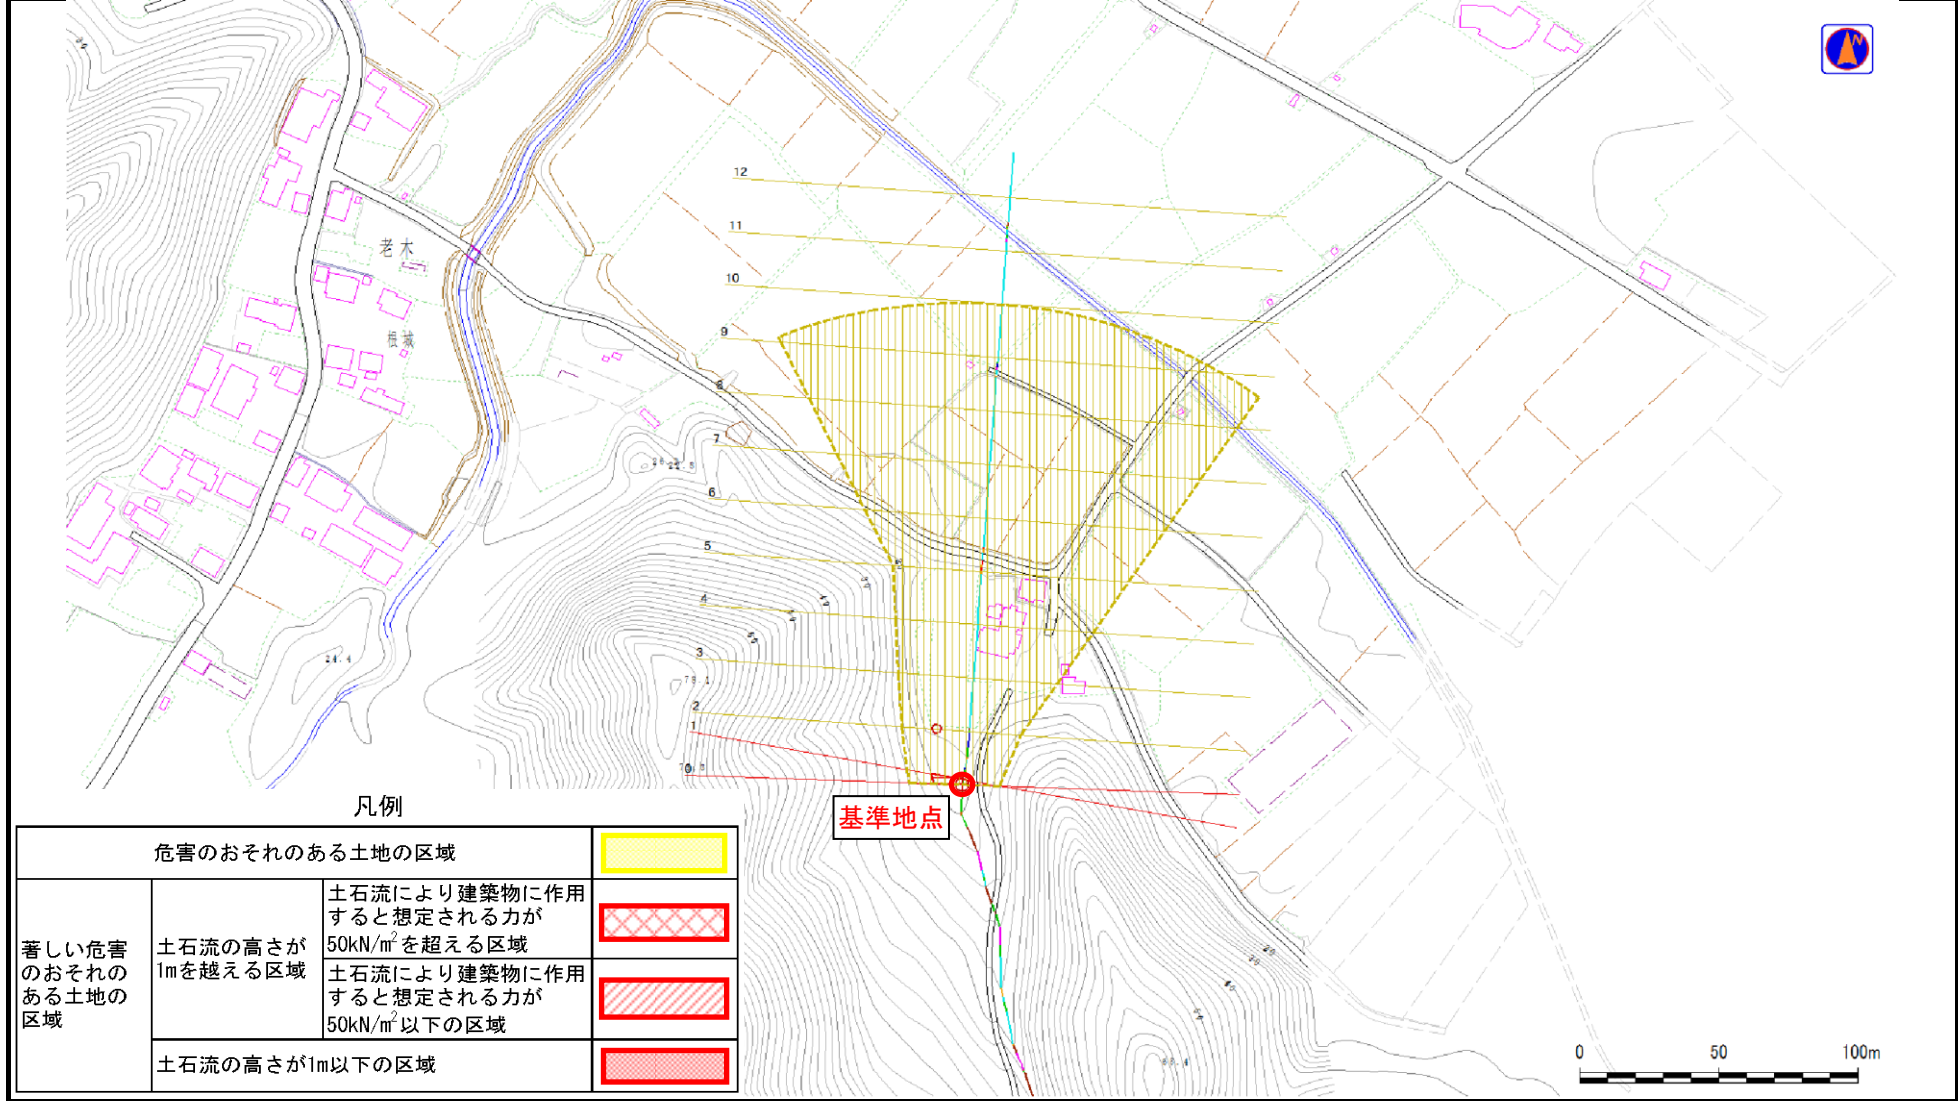 N
12
11
10
9
8
7
6
5
4
3
2
1
0
老木
根城
24.4
基準地点
凡例
危害のおそれのある土地の区域
著しい危害
のおそれの
ある土地の
区域
土石流の高さが
1mを越える区域
土石流により建築物に作用
すると想定される力が
50kN/m²を超える区域
土石流により建築物に作用
すると想定される力が
50kN/m²以下の区域
土石流の高さが1m以下の区域
0 50 100m